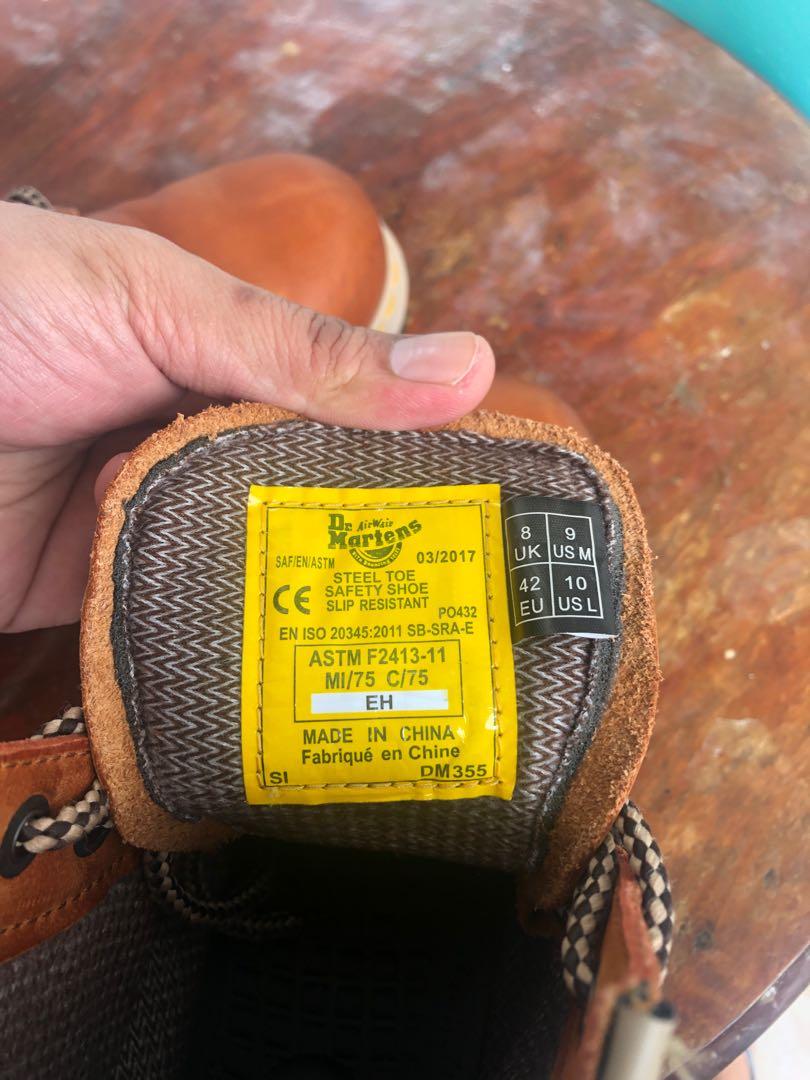 Dr. AirWair
Martens
SAF/EN/ASTM
03/2017
STEEL TOE
SAFETY SHOE
CE SLIP RESISTANT
PO432
EN ISO 20345:2011 SB-SRA-E
ASTM F2413-11
MI/75 C/75
EH
MADE IN CHINA
Fabriqué en Chine
SI DM355
8 UK
9 US M
42 EU
10 US L